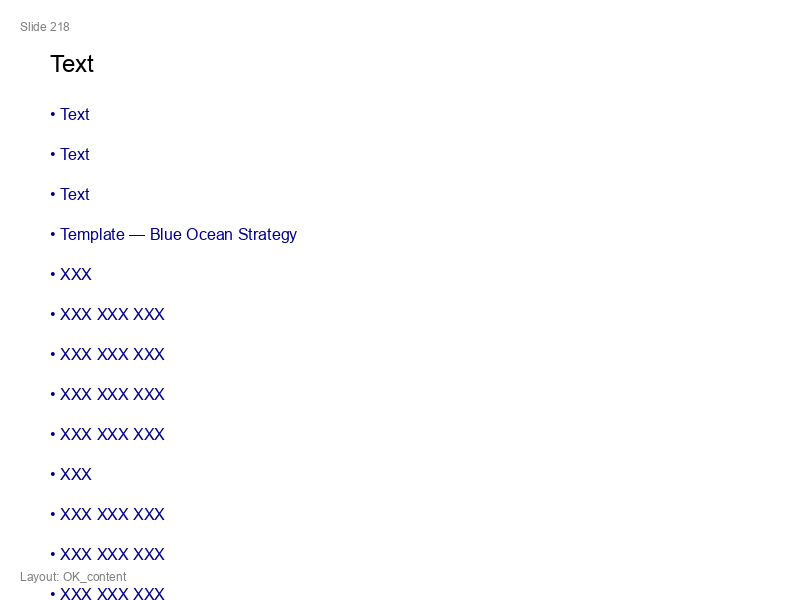 Slide 218
Text
• Text
• Text
• Text
• Template — Blue Ocean Strategy
• XXX
• XXX XXX XXX
• XXX XXX XXX
• XXX XXX XXX
• XXX XXX XXX
• XXX
• XXX XXX XXX
• XXX XXX XXX
Layout: OK_content
• XXX XXX XXX